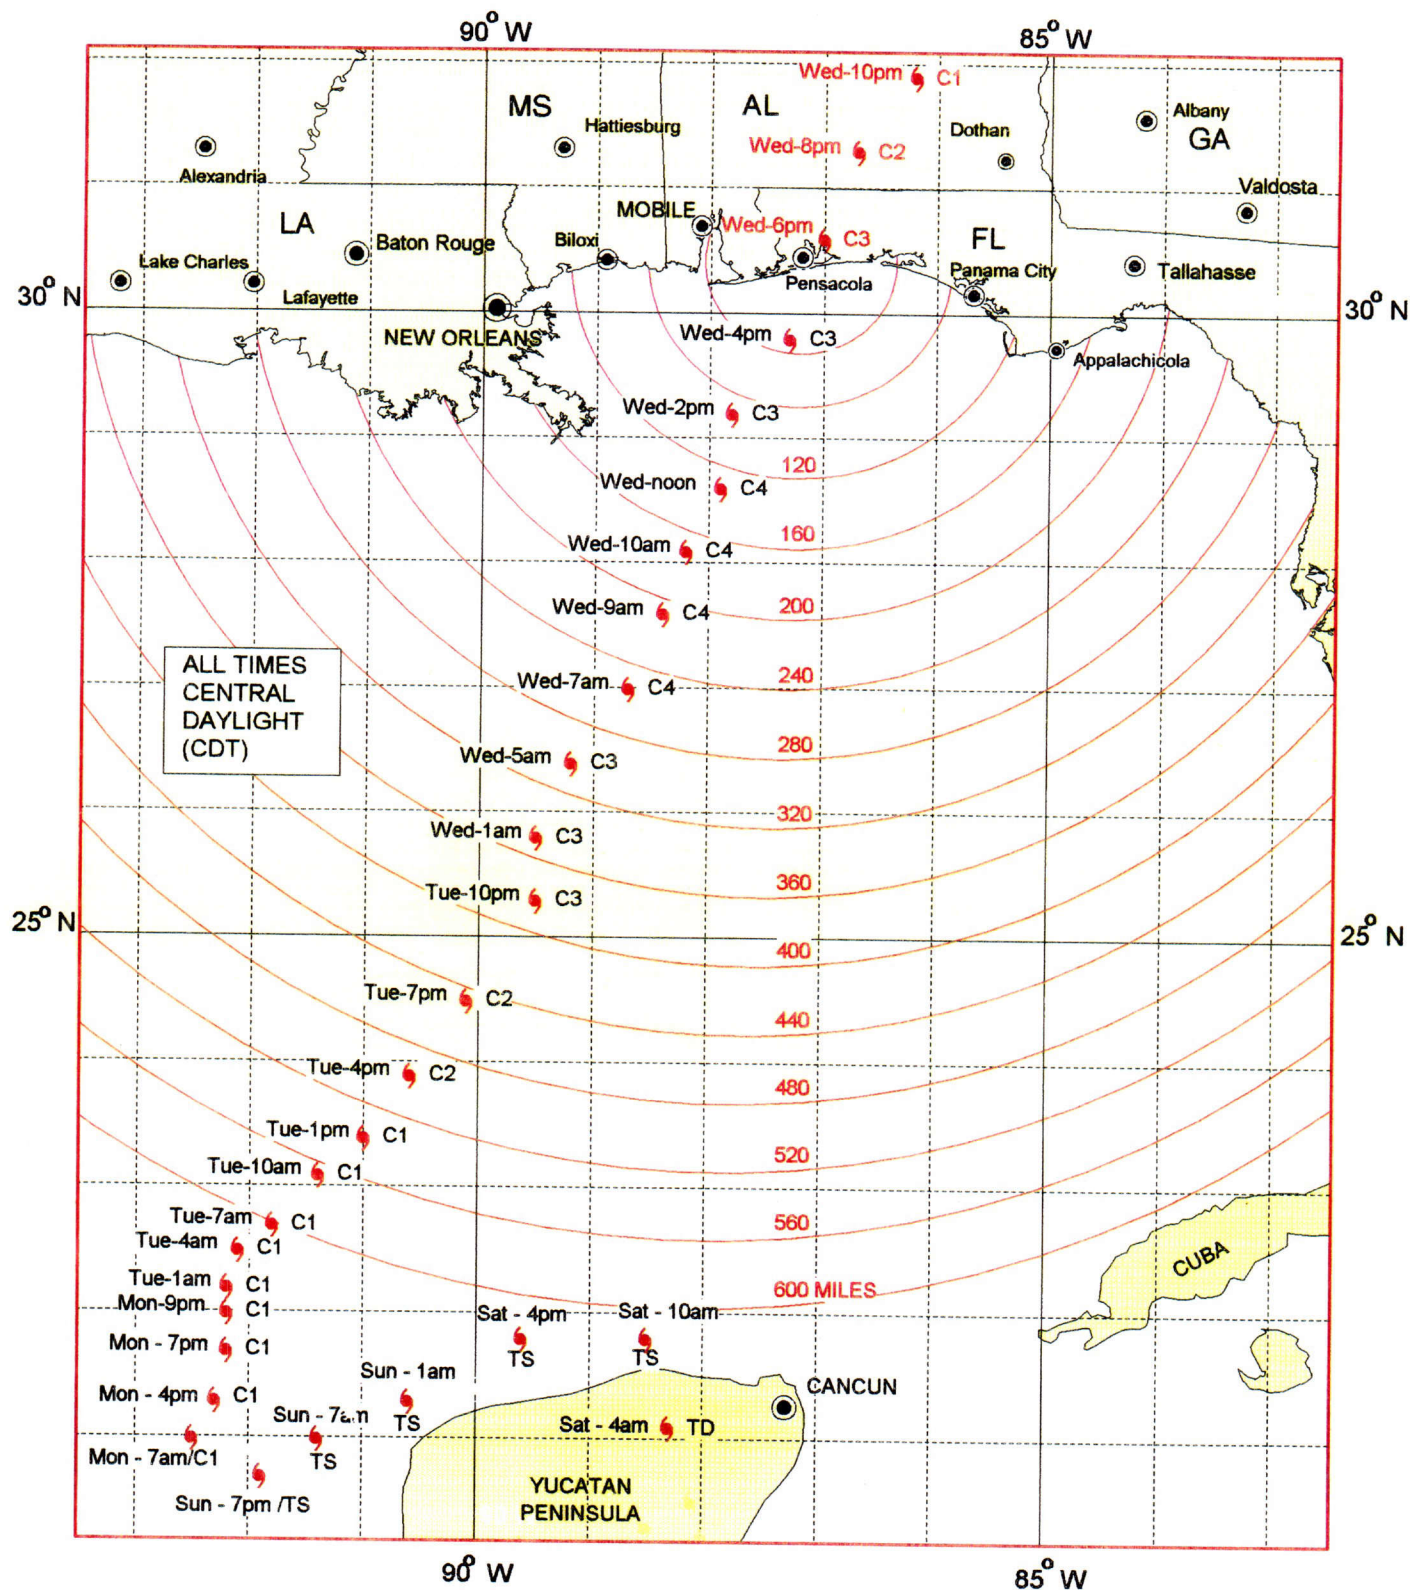 90° W
85° W
Wed-10pm C1
MS
AL
Albany
Hattiesburg
Dothan
GA
Wed-8pm C2
Alexandria
Valdosta
MOBILE
LA
Wed-6pm C3
Biloxi
Baton Rouge
FL
Lake Charles
Panama City
Tallahasse
Pensacola
Lafayette
30° N
30° N
NEW ORLEANS
Wed-4pm C3
Appalachicola
Wed-2pm C3
120
Wed-noon C4
160
Wed-10am C4
200
Wed-9am C4
ALL TIMES
CENTRAL
DAYLIGHT
(CDT)
240
Wed-7am C4
280
Wed-5am C3
320
Wed-1am C3
360
Tue-10pm C3
25° N
25° N
400
Tue-7pm C2
440
Tue-4pm C2
480
Tue-1pm C1
520
Tue-10am C1
Tue-7am C1
560
Tue-4am C1
CUBA
Tue-1am C1
600 MILES
Mon-9pm C1
Sat - 4pm
TS
Sat - 10am
TS
Mon - 7pm C1
Sun - 1am
TS
Mon - 4pm C1
CANCUN
Sun - 7am
TS
Sat - 4am TD
Mon - 7am/C1
YUCATAN
PENINSULA
Sun - 7pm /TS
90° W
85° W